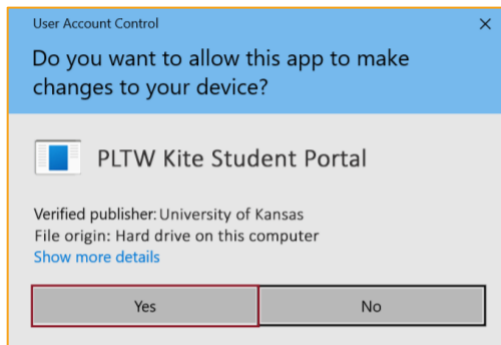 User Account Control
Do you want to allow this app to make
changes to your device?
PLTW Kite Student Portal
Verified publisher: University of Kansas
File origin: Hard drive on this computer
Show more details
Yes
No